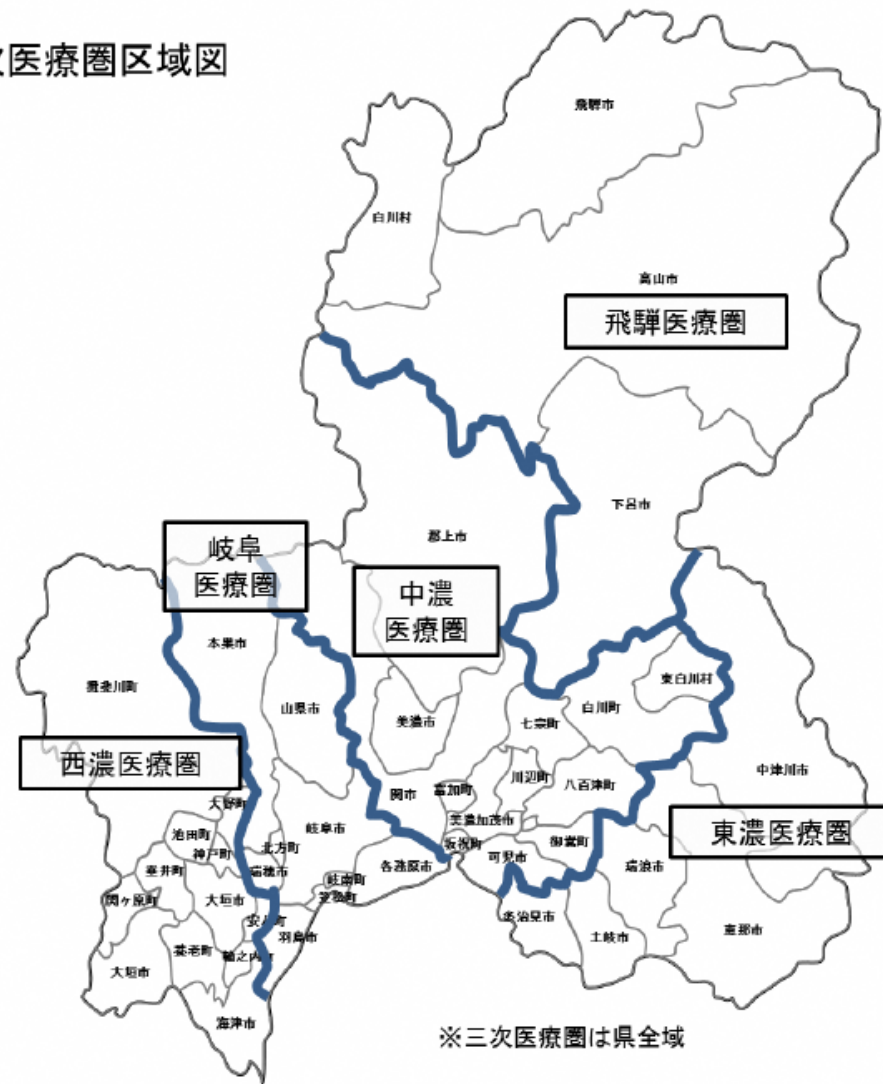 医療圏区域図
飛騨市
白川村
高山市
飛騨医療圏
下呂市
郡上市
岐阜
医療圏
中濃
医療圏
本巣市
揖斐川町
山県市
東白川村
白川町
美濃市
七宗町
西濃医療圏
中津川市
川辺町
八百津町
関市
富加町
大野町
美濃加茂市
東濃医療圏
池田町
岐阜市
北方町
坂祝町
御嵩町
神戸町
可児市
瑞浪市
垂井町
瑞穂市
各務原市
岐南町
関ヶ原町
大垣市
笠松町
安八町
多治見市
恵那市
羽島市
土岐市
養老町
輪之内町
大垣市
海津市
※三次医療圏は県全域